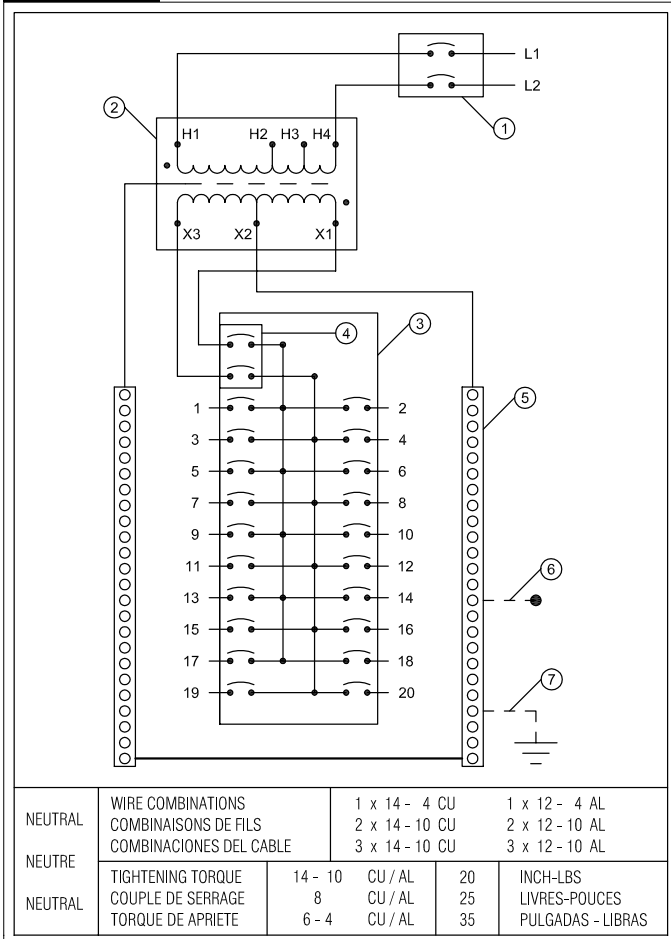 L1
L2
1
2
H1 H2 H3 H4
X3 X2 X1
4
3
5
1 2
3 4
5 6
7 8
9 10
11 12
13 14
15 16
17 18
19 20
6
7
NEUTRAL
NEUTRE
NEUTRAL
WIRE COMBINATIONS
COMBINAISONS DE FILS
COMBINACIONES DEL CABLE
1 x 14 - 4 CU 1 x 12 - 4 AL
2 x 14 - 10 CU 2 x 12 - 10 AL
3 x 14 - 10 CU 3 x 12 - 10 AL
TIGHTENING TORQUE
COUPLE DE SERRAGE
TORQUE DE APRIETE
14 - 10 CU / AL 20 INCH-LBS
8 CU / AL 25 LIVRES-POUCES
6 - 4 CU / AL 35 PULGADAS - LIBRAS